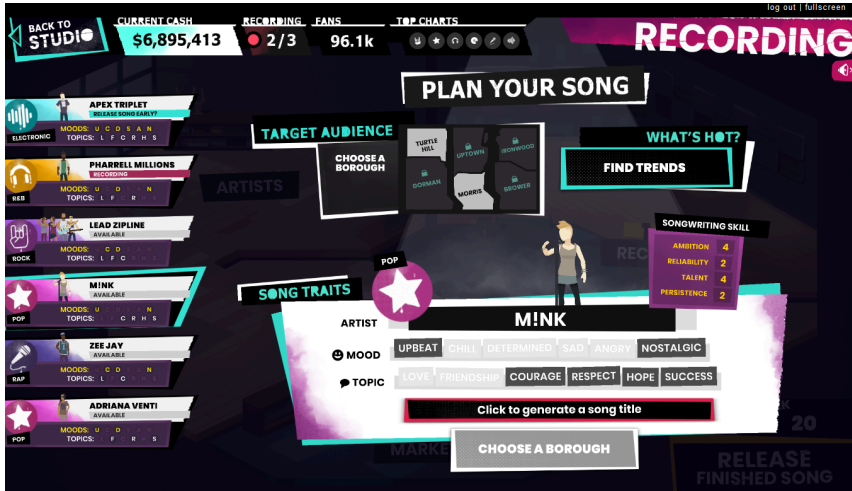 log out | fullscreen
BACK TO STUDIO
CURRENT CASH
$6,895,413
RECORDING
2/3
FANS
96.1k
TOP CHARTS
RECORDING
PLAN YOUR SONG
TARGET AUDIENCE
CHOOSE A BOROUGH
TURTLE HILL
UPTOWN
IRONWOOD
DORMAN
MORRIS
BROWER
WHAT'S HOT?
FIND TRENDS
APEX TRIPLET
RELEASE SONG EARLY?
ELECTRONIC
MOODS: U C D S A N
TOPICS: L F C R H S
PHARRELL MILLIONS
RECORDING
R&B
MOODS: U C D S A N
TOPICS: L F C R H S
LEAD ZIPLINE
AVAILABLE
ROCK
MOODS: U C D S A N
TOPICS: L F C R H S
M!NK
AVAILABLE
POP
MOODS: U C D S A N
TOPICS: L F C R H S
ZEE JAY
AVAILABLE
RAP
MOODS: U C D S A N
TOPICS: L F C R H S
ADRIANA VENTI
AVAILABLE
POP
MOODS: U C D S A N
TOPICS: L F C R H S
ARTISTS
REC
SONGWRITING SKILL
AMBITION 4
RELIABILITY 2
TALENT 4
PERSISTENCE 2
SONG TRAITS
POP
ARTIST M!NK
MOOD UPBEAT CHILL DETERMINED SAD ANGRY NOSTALGIC
TOPIC LOVE FRIENDSHIP COURAGE RESPECT HOPE SUCCESS
Click to generate a song title
CHOOSE A BOROUGH
MARKE
20
RELEASE
FINISHED SONG